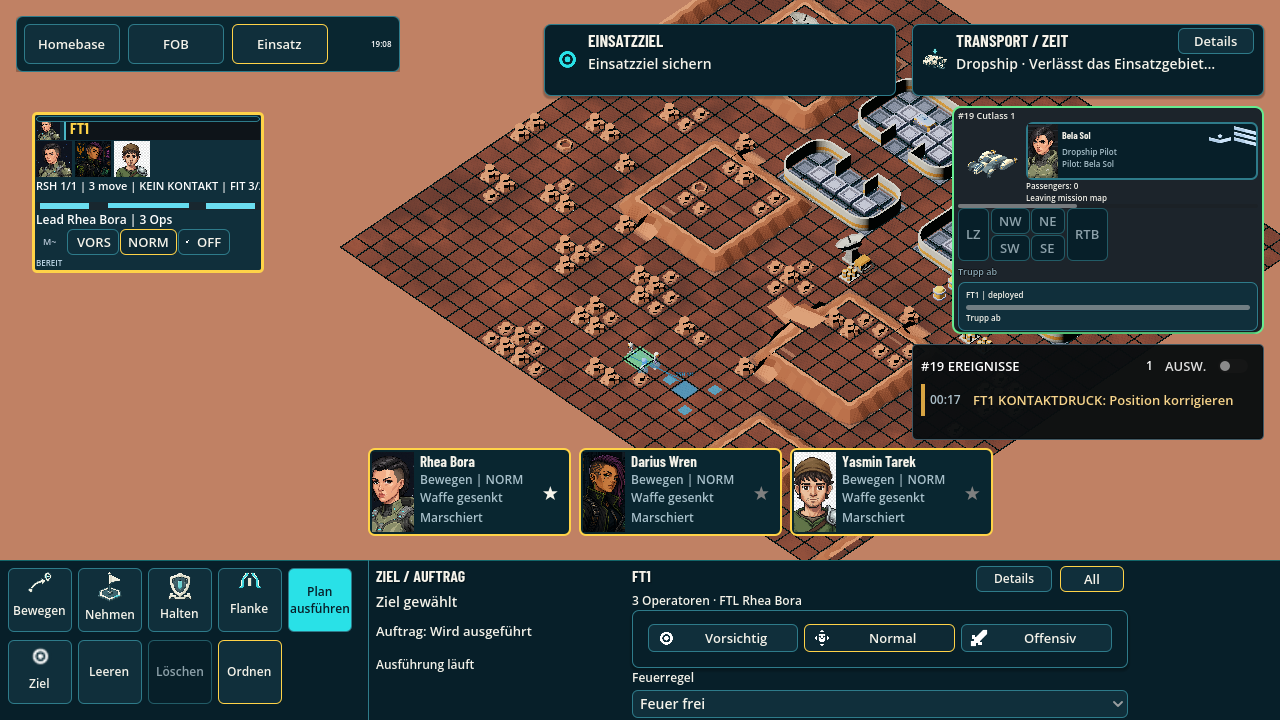 Homebase
FOB
Einsatz
19:08
EINSATZZIEL
Einsatzziel sichern
TRANSPORT / ZEIT
Details
Dropship · Verlässt das Einsatzgebiet...
FT1
RSH 1/1 | 3 move | KEIN KONTAKT | FIT 3/
Lead Rhea Bora | 3 Ops
M~
VORS
NORM
OFF
BEREIT
#19 Cutlass 1
Bela Sol
Dropship Pilot
Pilot: Bela Sol
Passengers: 0
Leaving mission map
LZ
NW
NE
SW
SE
RTB
Trupp ab
FT1 | deployed
Trupp ab
#19 EREIGNISSE
1
AUSW.
00:17
FT1 KONTAKTDRUCK: Position korrigieren
Rhea Bora
Bewegen | NORM
Waffe gesenkt
Marschiert
Darius Wren
Bewegen | NORM
Waffe gesenkt
Marschiert
Yasmin Tarek
Bewegen | NORM
Waffe gesenkt
Marschiert
Bewegen
Nehmen
Halten
Flanke
Plan ausführen
Ziel
Leeren
Löschen
Ordnen
ZIEL / AUFTRAG
Ziel gewählt
Auftrag: Wird ausgeführt
Ausführung läuft
FT1
Details
All
3 Operatoren · FTL Rhea Bora
Vorsichtig
Normal
Offensiv
Feuerregel
Feuer frei